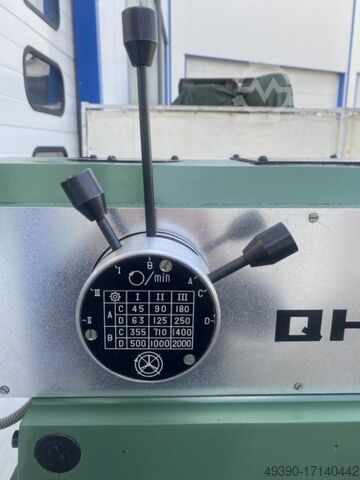 B
I A
/min
III C
I II III
A C 45 90 180
II D 63 125 250 D
B C 355 710 1400
D 500 1000 2000
QH
49390-17140442